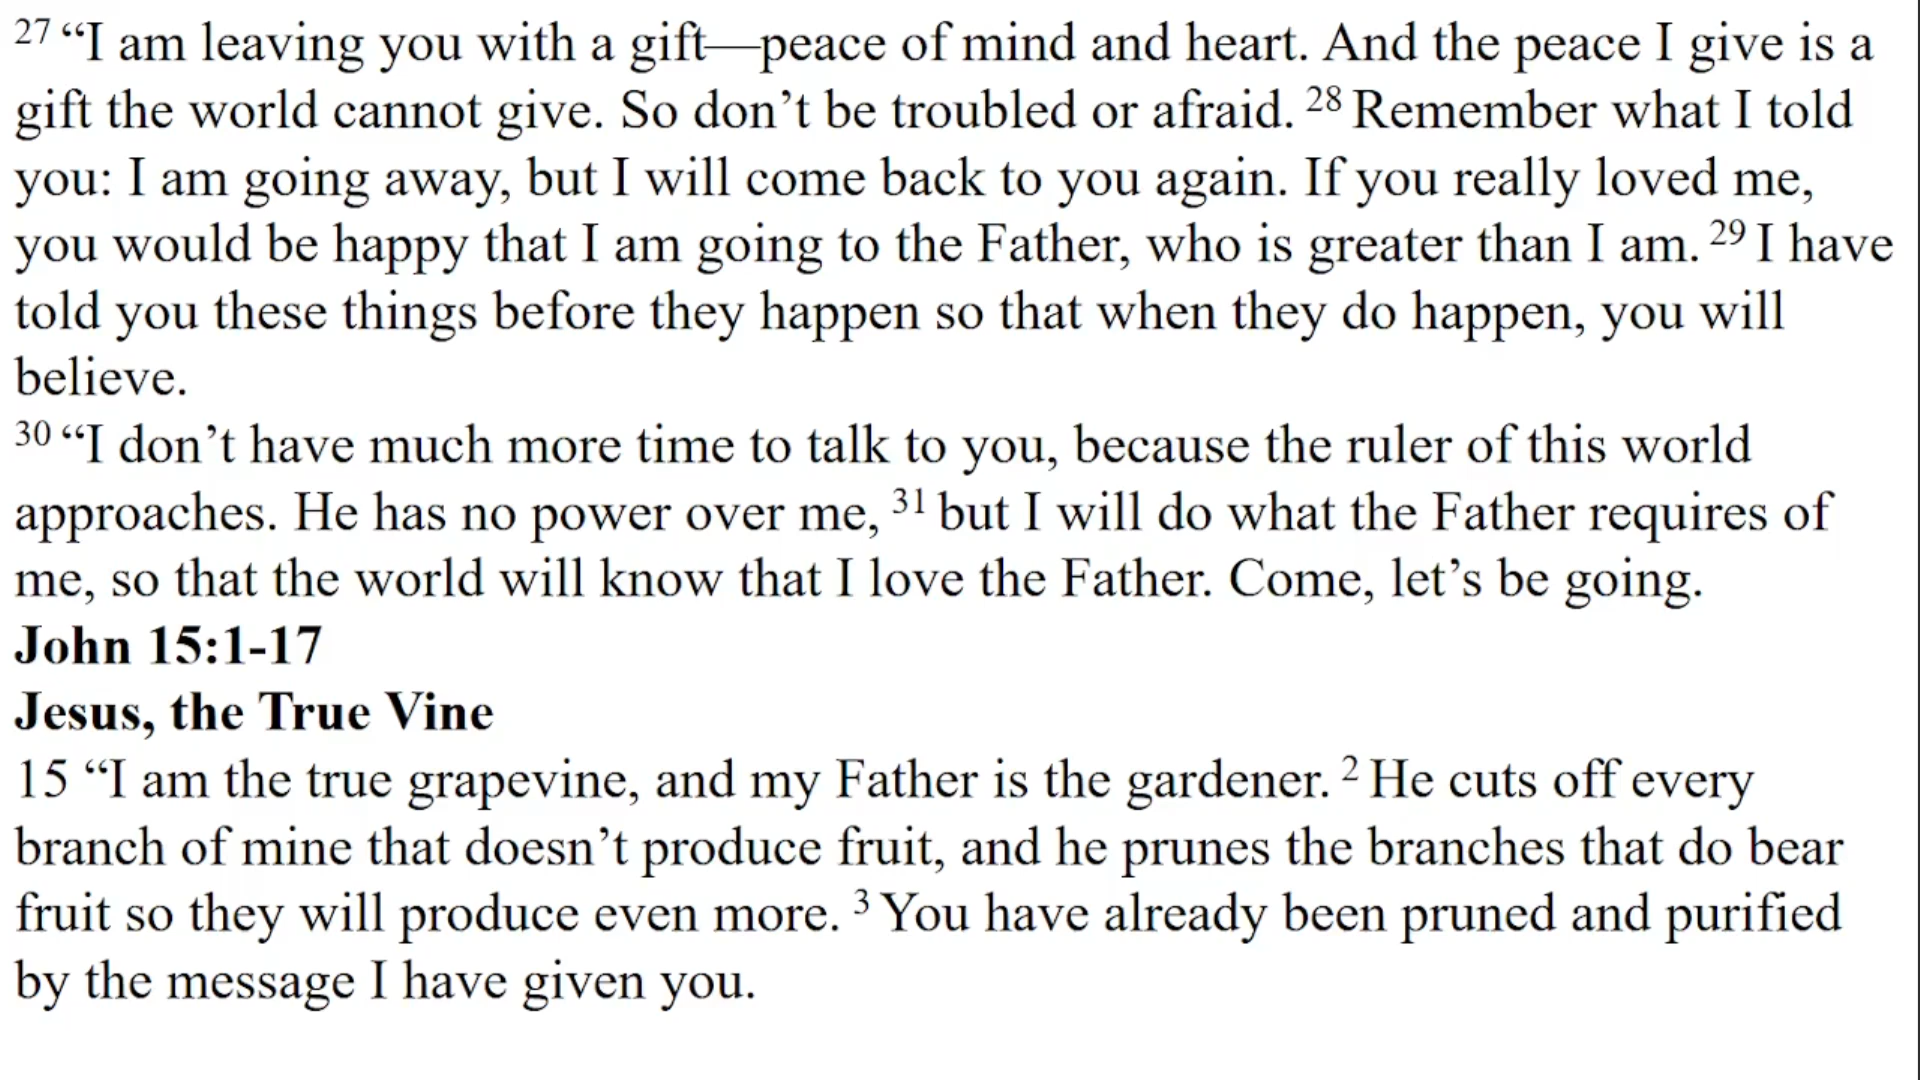 27 “I am leaving you with a gift—peace of mind and heart. And the peace I give is a
gift the world cannot give. So don’t be troubled or afraid. 28 Remember what I told
you: I am going away, but I will come back to you again. If you really loved me,
you would be happy that I am going to the Father, who is greater than I am. 29 I have
told you these things before they happen so that when they do happen, you will
believe.
30 “I don’t have much more time to talk to you, because the ruler of this world
approaches. He has no power over me, 31 but I will do what the Father requires of
me, so that the world will know that I love the Father. Come, let’s be going.
John 15:1-17
Jesus, the True Vine
15 “I am the true grapevine, and my Father is the gardener. 2 He cuts off every
branch of mine that doesn’t produce fruit, and he prunes the branches that do bear
fruit so they will produce even more. 3 You have already been pruned and purified
by the message I have given you.